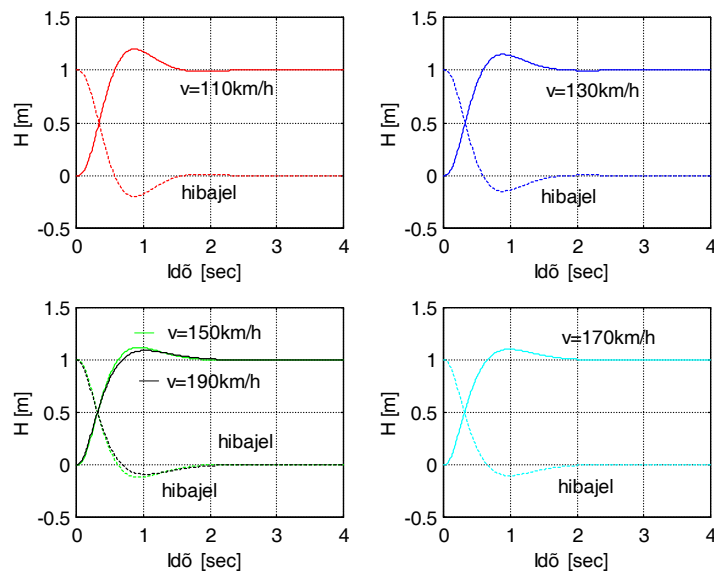 1.5
1
0.5
0
-0.5
H [m]
v=110km/h
hibajel
0 1 2 3 4
Idõ [sec]
1.5
1
0.5
0
-0.5
H [m]
v=130km/h
hibajel
0 1 2 3 4
Idõ [sec]
1.5
1
0.5
0
-0.5
H [m]
v=150km/h
v=190km/h
hibajel
hibajel
0 1 2 3 4
Idõ [sec]
1.5
1
0.5
0
-0.5
H [m]
v=170km/h
hibajel
0 1 2 3 4
Idõ [sec]